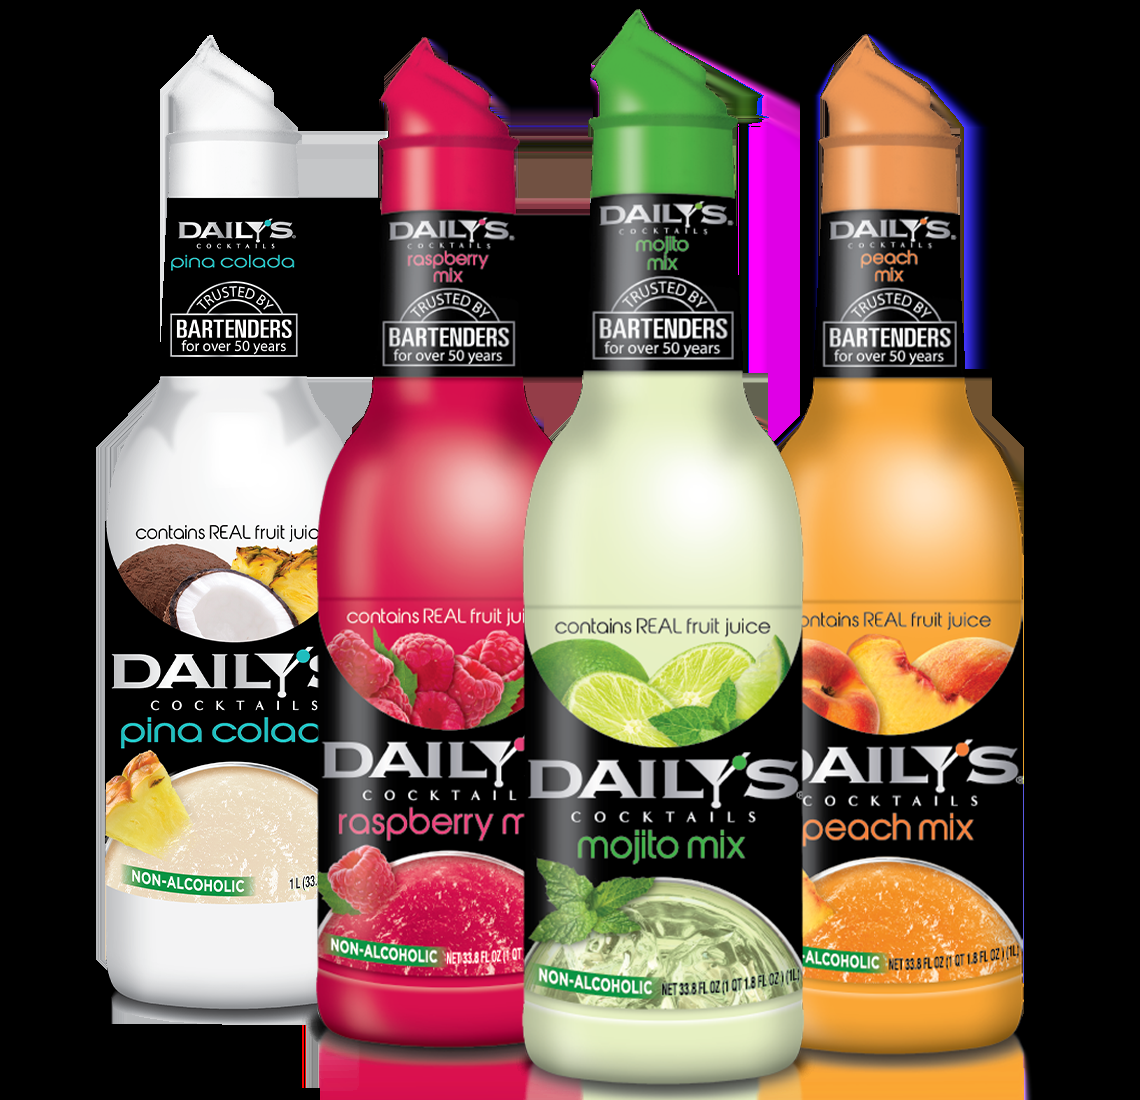 DAILY'S®
COCKTAILS
pina colada
TRUSTED BY
BARTENDERS
for over 50 years
contains REAL fruit juic
DAILY'S
COCKTAILS
pina colad
NON-ALCOHOLIC
1 L (33.
DAILY'S®
COCKTAILS
raspberry
mix
TRUSTED BY
BARTENDERS
for over 50 years
contains REAL fruit jui
DAILY
COCKTAIL
raspberry m
NON-ALCOHOLIC NET 33.8 FL OZ (1 QT
DAILY'S®
COCKTAILS
mojito
mix
TRUSTED BY
BARTENDERS
for over 50 years
contains REAL fruit juice
DAILY'S®
COCKTAILS
mojito mix
NON-ALCOHOLIC NET 33.8 FL OZ (1 QT 1.8 FL OZ ) (1L)
DAILY'S®
COCKTAILS
peach
mix
TRUSTED BY
BARTENDERS
for over 50 years
ontains REAL fruit juice
DAILY'S®
COCKTAILS
peach mix
-ALCOHOLIC NET 33.8 FL OZ (1 QT 1.8 FL OZ ) (1L)